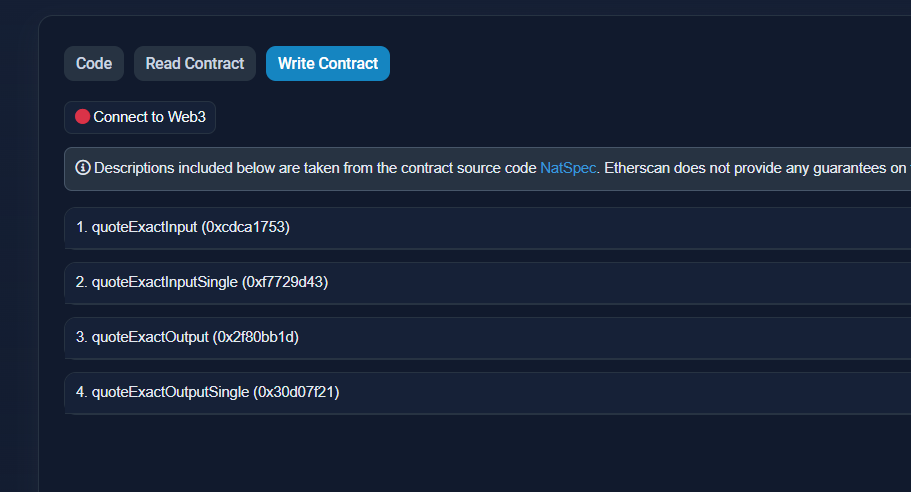 Code Read Contract Write Contract
Connect to Web3
Descriptions included below are taken from the contract source code NatSpec. Etherscan does not provide any guarantees on
1. quoteExactInput (0xcdca1753)
2. quoteExactInputSingle (0xf7729d43)
3. quoteExactOutput (0x2f80bb1d)
4. quoteExactOutputSingle (0x30d07f21)